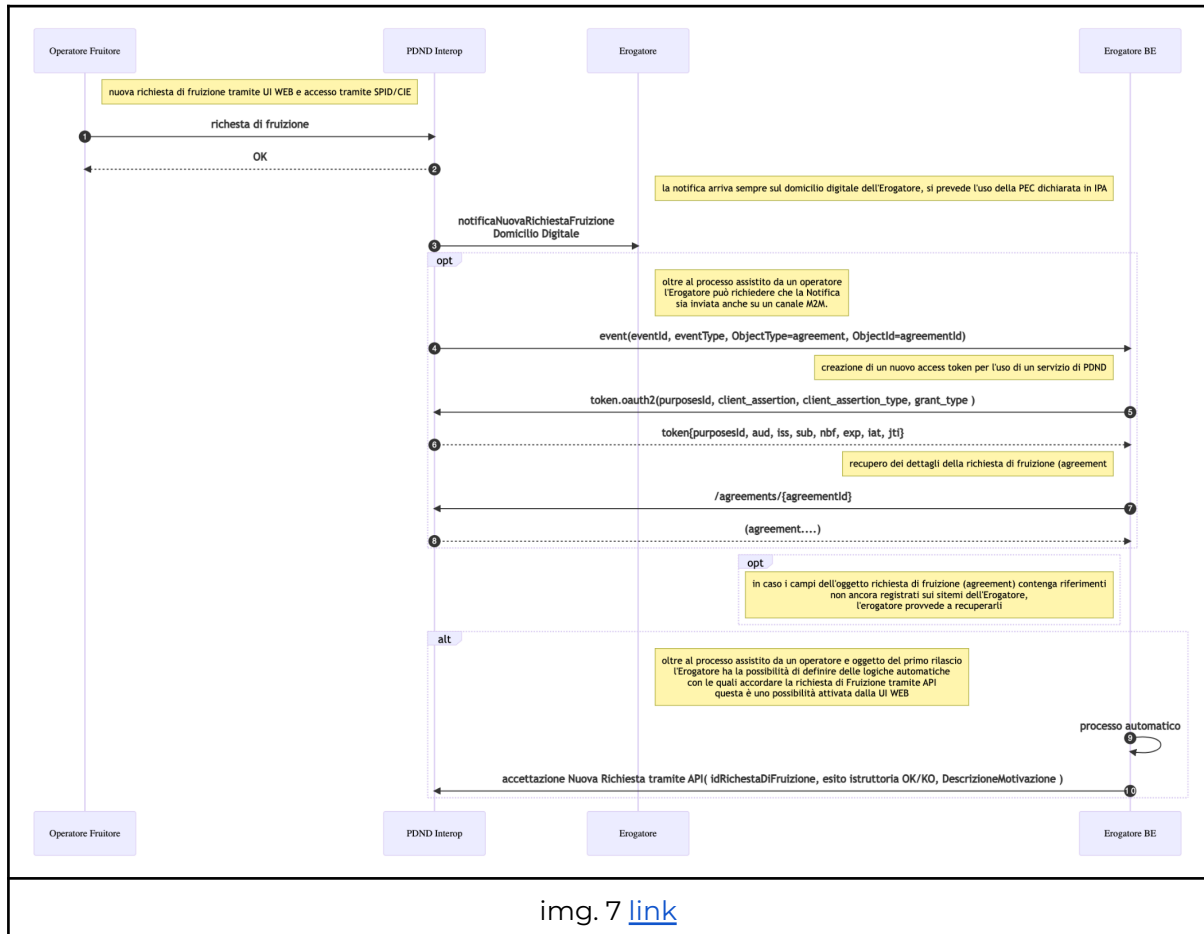 Operatore Fruitore
PDND Interop
Erogatore
Erogatore BE
nuova richiesta di fruizione tramite UI WEB e accesso tramite SPID/CIE
richesta di fruizione
1
OK
2
la notifica arriva sempre sul domicilio digitale dell'Erogatore, si prevede l'uso della PEC dichiarata in IPA
notificaNuovaRichiestaFruizione
Domicilio Digitale
3
opt
oltre al processo assistito da un operatore
l'Erogatore può richiedere che la Notifica
sia inviata anche su un canale M2M.
event(eventId, eventType, ObjectType=agreement, ObjectId=agreementId)
4
creazione di un nuovo access token per l'uso di un servizio di PDND
token.oauth2(purposesId, client_assertion, client_assertion_type, grant_type )
5
token{purposesId, aud, iss, sub, nbf, exp, iat, jti}
6
recupero dei dettagli della richiesta di fruizione (agreement
/agreements/{agreementId}
7
(agreement....)
8
opt
in caso i campi dell'oggetto richiesta di fruizione (agreement) contenga riferimenti
non ancora registrati sui sitemi dell'Erogatore,
l'erogatore provvede a recuperarli
alt
oltre al processo assistito da un operatore e oggetto del primo rilascio
l'Erogatore ha la possibilità di definire delle logiche automatiche
con le quali accordare la richiesta di Fruizione tramite API
questa è uno possibilità attivata dalla UI WEB
processo automatico
9
accettazione Nuova Richiesta tramite API( idRichestaDiFruizione, esito istruttoria OK/KO, DescrizioneMotivazione )
10
Operatore Fruitore
PDND Interop
Erogatore
Erogatore BE
img. 7 link